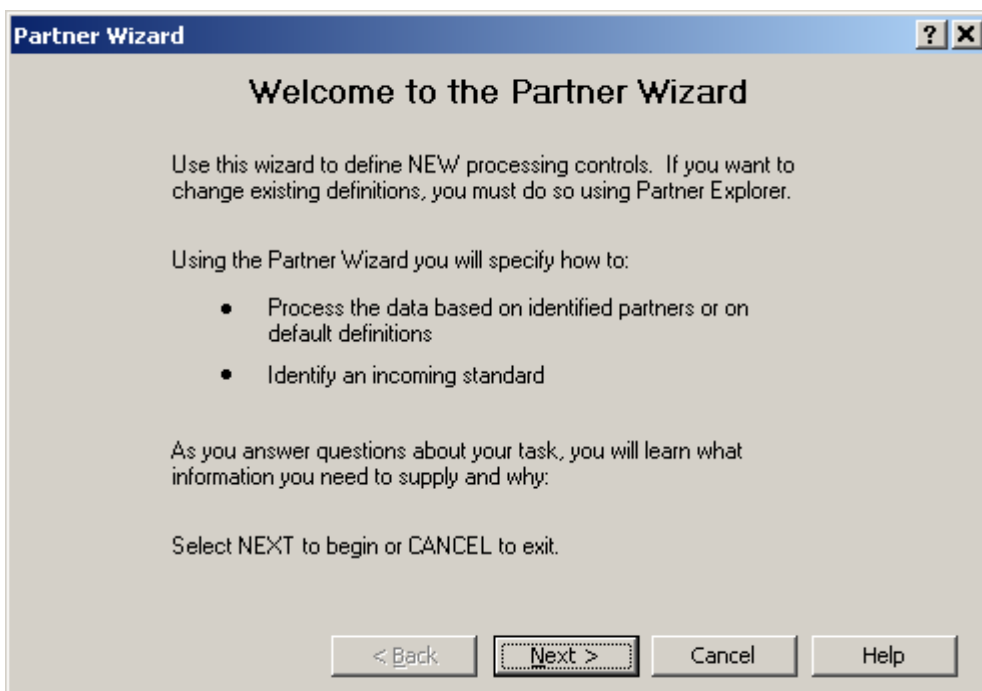 Partner Wizard
Welcome to the Partner Wizard
Use this wizard to define NEW processing controls.  If you want to
change existing definitions, you must do so using Partner Explorer.
Using the Partner Wizard you will specify how to:
● Process the data based on identified partners or on
default definitions
● Identify an incoming standard
As you answer questions about your task, you will learn what
information you need to supply and why:
Select NEXT to begin or CANCEL to exit.
< Back Next > Cancel Help